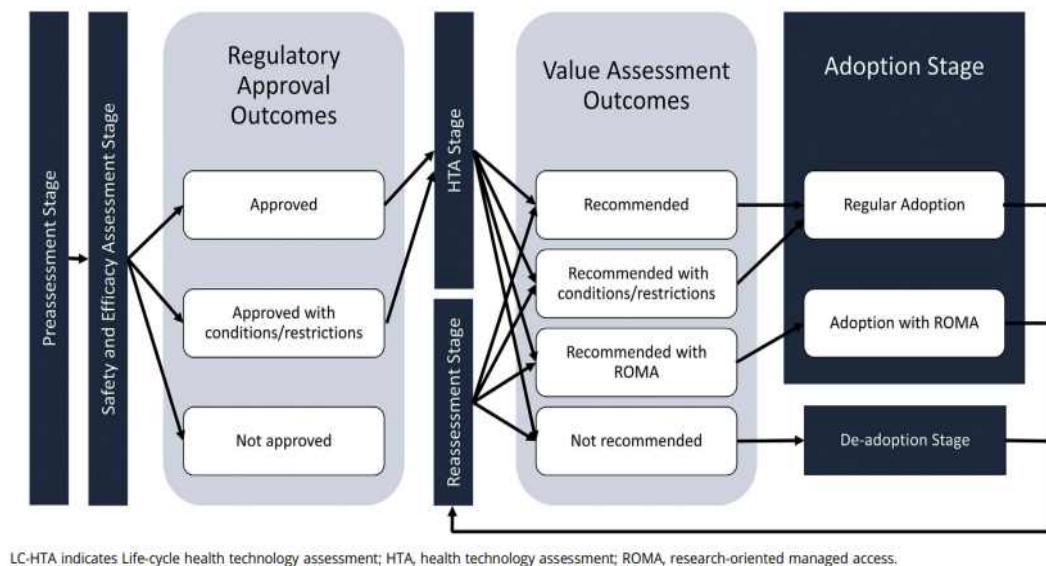 Preassessment Stage
Safety and Efficacy Assessment Stage
Regulatory
Approval
Outcomes
Approved
Approved with
conditions/restrictions
Not approved
HTA Stage
Reassessment Stage
Value Assessment
Outcomes
Recommended
Recommended with
conditions/restrictions
Recommended with
ROMA
Not recommended
Adoption Stage
Regular Adoption
Adoption with ROMA
De-adoption Stage
LC-HTA indicates Life-cycle health technology assessment; HTA, health technology assessment; ROMA, research-oriented managed access.